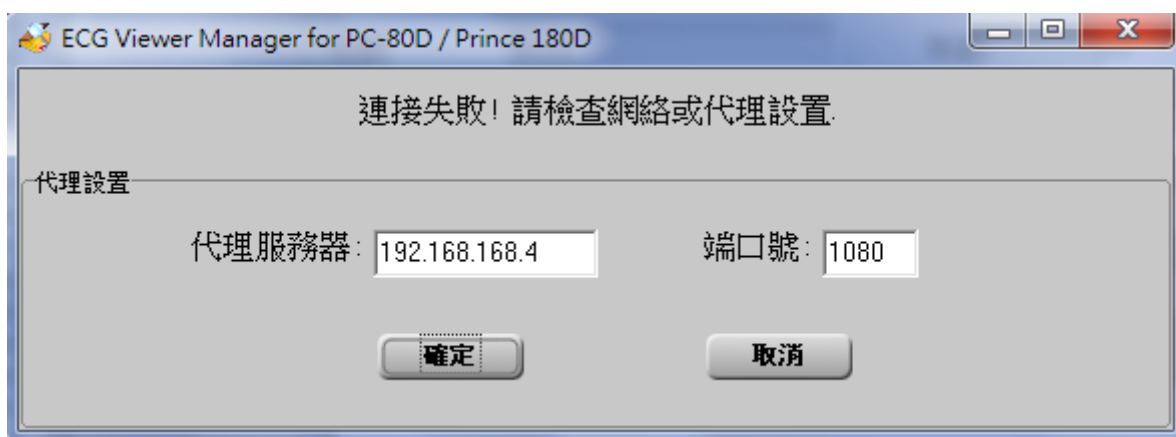 ECG Viewer Manager for PC-80D / Prince 180D
連接失敗! 請檢查網絡或代理設置.
代理設置
代理服務器: 192.168.168.4 端口號: 1080
確定 取消